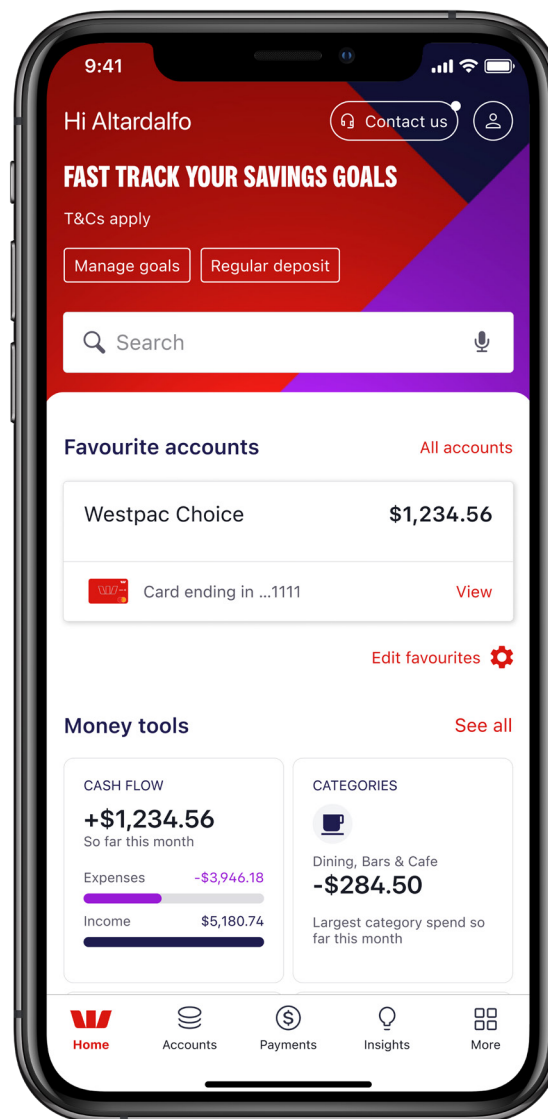 9:41
Hi Altardalfo
Contact us
FAST TRACK YOUR SAVINGS GOALS
T&Cs apply
Manage goals
Regular deposit
Search
Favourite accounts
All accounts
Westpac Choice
$1,234.56
Card ending in ...1111
View
Edit favourites
Money tools
See all
CASH FLOW
+$1,234.56
So far this month
Expenses
-$3,946.18
Income
$5,180.74
CATEGORIES
Dining, Bars & Cafe
-$284.50
Largest category spend so
far this month
Home
Accounts
Payments
Insights
More